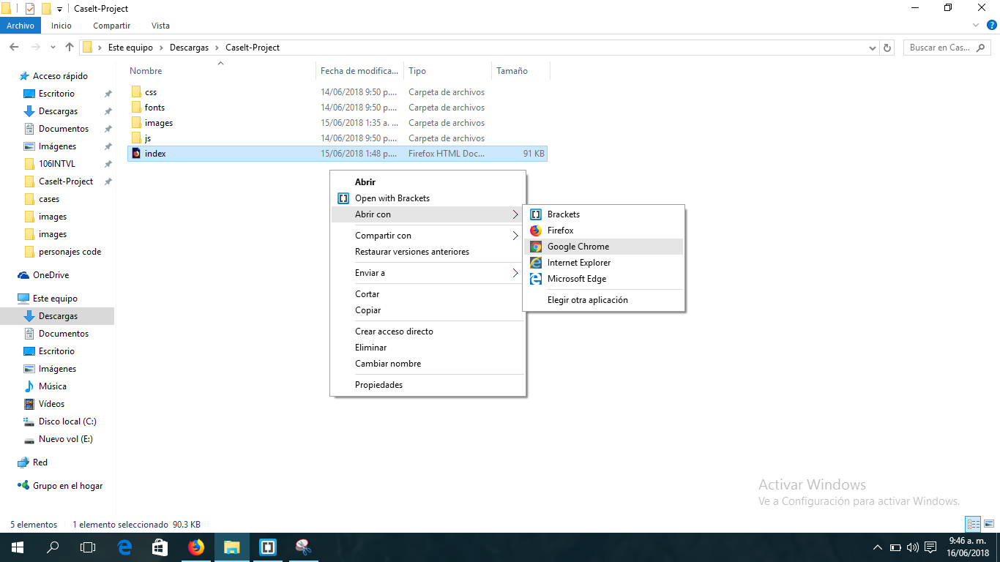 CaseIt-Project
Archivo Inicio Compartir Vista
Este equipo Descargas CaseIt-Project Buscar en Cas...
Nombre Fecha de modifica... Tipo Tamaño
css 14/06/2018 9:50 p.... Carpeta de archivos
fonts 14/06/2018 9:50 p.... Carpeta de archivos
images 15/06/2018 1:35 a. ... Carpeta de archivos
js 14/06/2018 9:50 p.... Carpeta de archivos
index 15/06/2018 1:48 p.... Firefox HTML Doc... 91 KB
Acceso rápido
Escritorio
Descargas
Documentos
Imágenes
106INTVL
CaseIt-Project
cases
images
images
personajes code
OneDrive
Este equipo
Descargas
Documentos
Escritorio
Imágenes
Música
Vídeos
Disco local (C:)
Nuevo vol (E:)
Red
Grupo en el hogar
Abrir
Open with Brackets
Abrir con
Compartir con
Restaurar versiones anteriores
Enviar a
Cortar
Copiar
Crear acceso directo
Eliminar
Cambiar nombre
Propiedades
Brackets
Firefox
Google Chrome
Internet Explorer
Microsoft Edge
Elegir otra aplicación
Activar Windows
Ve a Configuración para activar Windows.
5 elementos 1 elemento seleccionado 90.3 KB
9:46 a. m.
16/06/2018